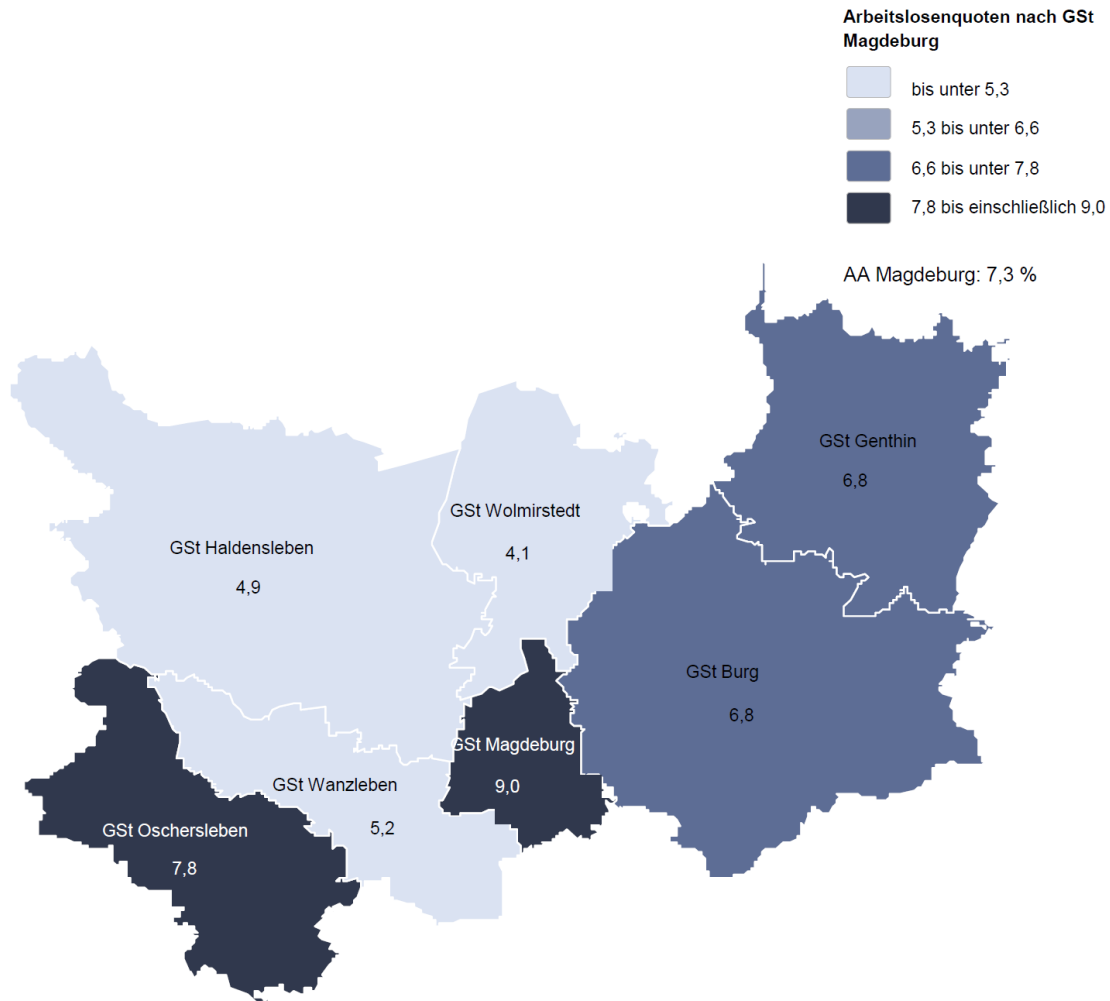 Arbeitslosenquoten nach GSt
Magdeburg
bis unter 5,3
5,3 bis unter 6,6
6,6 bis unter 7,8
7,8 bis einschließlich 9,0
AA Magdeburg: 7,3 %
GSt Genthin
6,8
GSt Wolmirstedt
4,1
GSt Haldensleben
4,9
GSt Burg
6,8
GSt Magdeburg
9,0
GSt Wanzleben
5,2
GSt Oschersleben
7,8